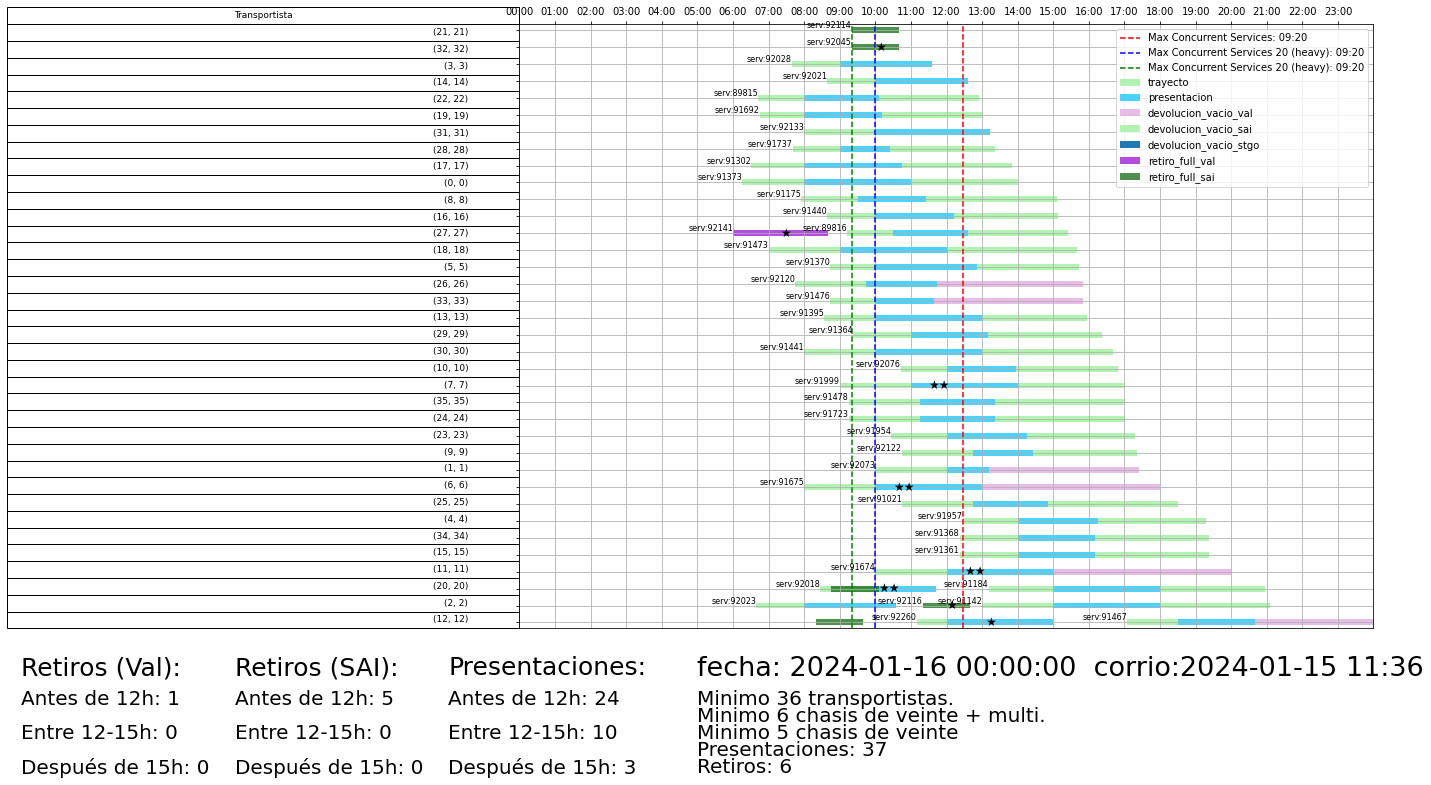 Transportista
00:00 01:00 02:00 03:00 04:00 05:00 06:00 07:00 08:00 09:00 10:00 11:00 12:00 13:00 14:00 15:00 16:00 17:00 18:00 19:00 20:00 21:00 22:00 23:00
(21, 21) serv:92114
(32, 32) serv:92045
(3, 3) serv:92028
(14, 14) serv:92021
(22, 22) serv:89815
(19, 19) serv:91692
(31, 31) serv:92133
(28, 28) serv:91737
(17, 17) serv:91302
(0, 0) serv:91373
(8, 8) serv:91175
(16, 16) serv:91440
(27, 27) serv:92141 serv:89816
(18, 18) serv:91473
(5, 5) serv:91370
(26, 26) serv:92120
(33, 33) serv:91476
(13, 13) serv:91395
(29, 29) serv:91364
(30, 30) serv:91441
(10, 10) serv:92076
(7, 7) serv:91999
(35, 35) serv:91478
(24, 24) serv:91723
(23, 23) serv:91954
(9, 9) serv:92122
(1, 1) serv:92073
(6, 6) serv:91675
(25, 25) serv:91021
(4, 4) serv:91957
(34, 34) serv:91368
(15, 15) serv:91361
(11, 11) serv:91674
(20, 20) serv:92018 serv:91184
(2, 2) serv:92023 serv:92116 serv:91142
(12, 12) serv:92260 serv:91467
Max Concurrent Services: 09:20
Max Concurrent Services 20 (heavy): 09:20
Max Concurrent Services 20 (heavy): 09:20
trayecto
presentacion
devolucion_vacio_val
devolucion_vacio_sai
devolucion_vacio_stgo
retiro_full_val
retiro_full_sai
Retiros (Val):
Antes de 12h: 1
Entre 12-15h: 0
Después de 15h: 0
Retiros (SAI):
Antes de 12h: 5
Entre 12-15h: 0
Después de 15h: 0
Presentaciones:
Antes de 12h: 24
Entre 12-15h: 10
Después de 15h: 3
fecha: 2024-01-16 00:00:00 corrio:2024-01-15 11:36
Minimo 36 transportistas.
Minimo 6 chasis de veinte + multi.
Minimo 5 chasis de veinte
Presentaciones: 37
Retiros: 6